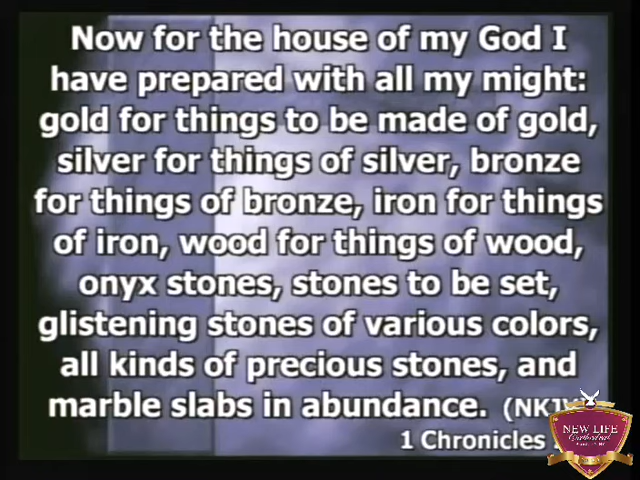 Now for the house of my God I
have prepared with all my might:
gold for things to be made of gold,
silver for things of silver, bronze
for things of bronze, iron for things
of iron, wood for things of wood,
onyx stones, stones to be set,
glistening stones of various colors,
all kinds of precious stones, and
marble slabs in abundance.
1 Chronicles
NEW LIFE
Cathedral